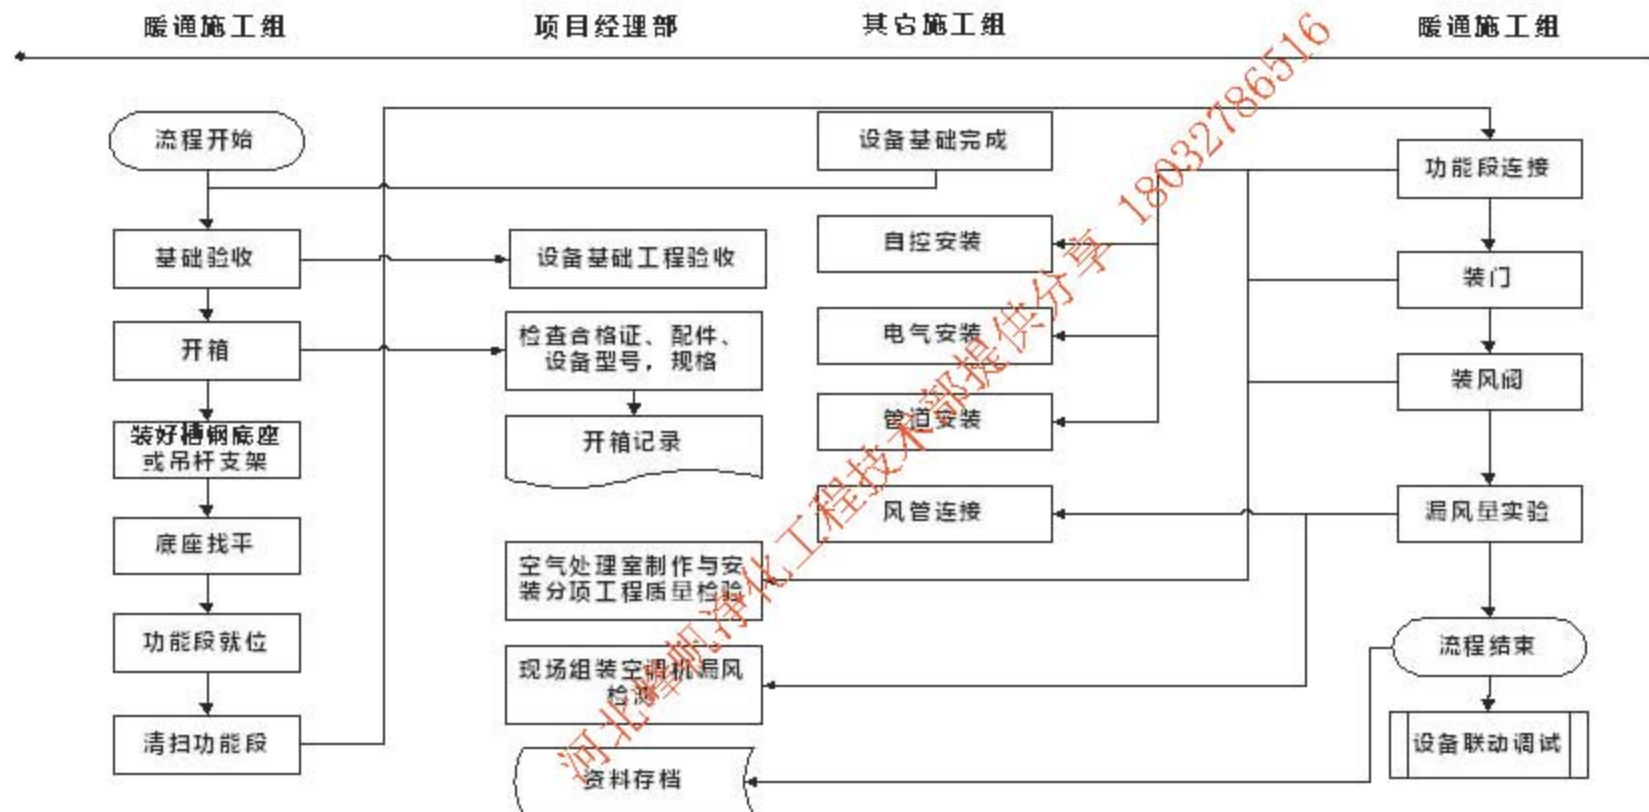 暖通施工组
项目经理部
其它施工组
暖通施工组
流程开始
设备基础完成
功能段连接
基础验收
设备基础工程验收
自控安装
装门
开箱
检查合格证、配件、
设备型号，规格
电气安装
装风阀
装好槽钢底座
或吊杆支架
开箱记录
管道安装
底座找平
风管连接
漏风量实验
空气处理室制作与安
装分项工程质量检验
功能段就位
流程结束
现场组装空调机漏风
检测
清扫功能段
设备联动调试
资料存档
河北峰帆净化工程技术部提供分享 18032786516